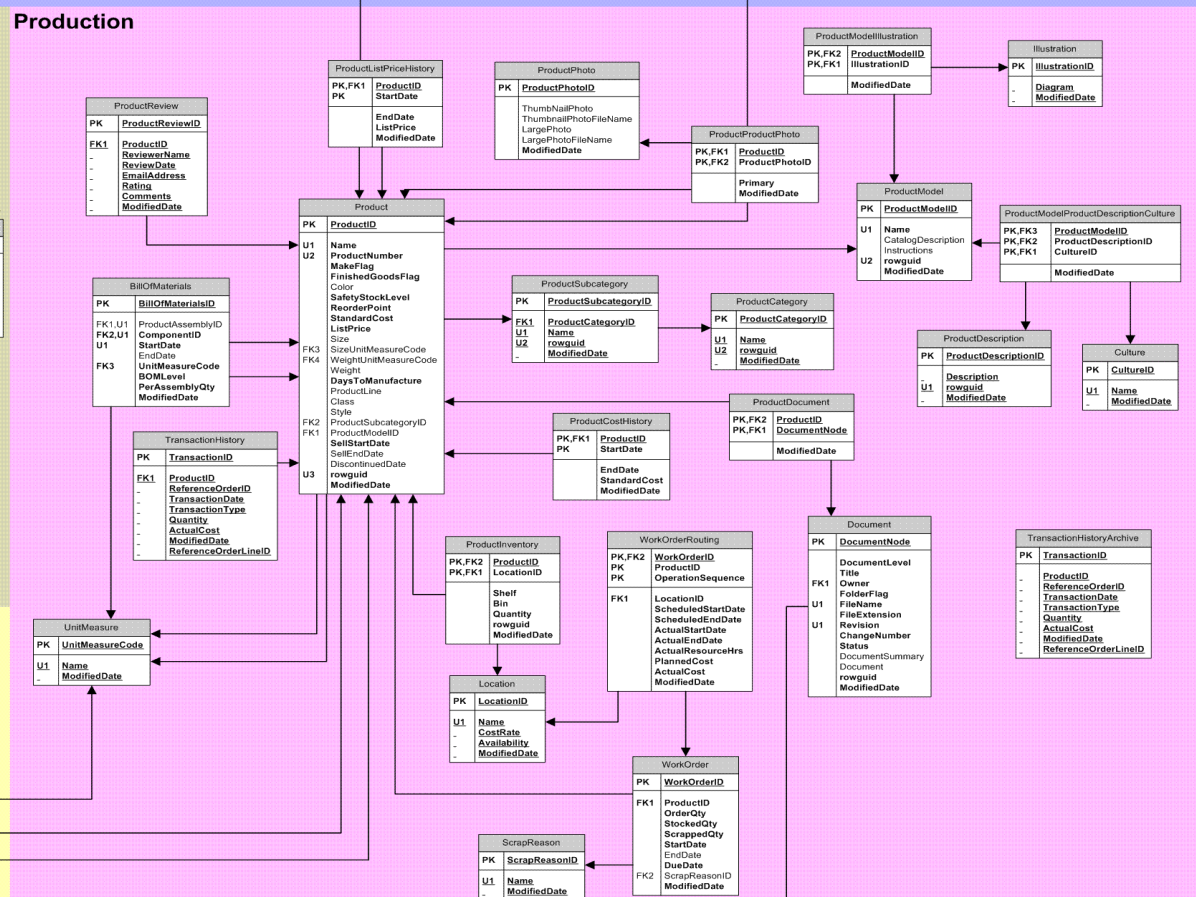 Production
ProductReview
PK ProductReviewID
FK1 ProductID
_ ReviewerName
_ ReviewDate
_ EmailAddress
_ Rating
_ Comments
_ ModifiedDate
ProductListPriceHistory
PK,FK1 ProductID
PK StartDate
EndDate
ListPrice
ModifiedDate
ProductPhoto
PK ProductPhotoID
ThumbNailPhoto
ThumbnailPhotoFileName
LargePhoto
LargePhotoFileName
ModifiedDate
ProductProductPhoto
PK,FK1 ProductID
PK,FK2 ProductPhotoID
Primary
ModifiedDate
ProductModelIllustration
PK,FK2 ProductModelID
PK,FK1 IllustrationID
ModifiedDate
Illustration
PK IllustrationID
_ Diagram
_ ModifiedDate
ProductModel
PK ProductModelID
U1 Name
CatalogDescription
Instructions
U2 rowguid
ModifiedDate
ProductModelProductDescriptionCulture
PK,FK3 ProductModelID
PK,FK2 ProductDescriptionID
PK,FK1 CultureID
ModifiedDate
Product
PK ProductID
U1 Name
U2 ProductNumber
MakeFlag
FinishedGoodsFlag
Color
SafetyStockLevel
ReorderPoint
StandardCost
ListPrice
Size
FK3 SizeUnitMeasureCode
FK4 WeightUnitMeasureCode
Weight
DaysToManufacture
ProductLine
Class
Style
FK2 ProductSubcategoryID
FK1 ProductModelID
SellStartDate
SellEndDate
DiscontinuedDate
U3 rowguid
ModifiedDate
BillOfMaterials
PK BillOfMaterialsID
FK1,U1 ProductAssemblyID
FK2,U1 ComponentID
U1 StartDate
EndDate
FK3 UnitMeasureCode
BOMLevel
PerAssemblyQty
ModifiedDate
ProductSubcategory
PK ProductSubcategoryID
FK1 ProductCategoryID
U1 Name
U2 rowguid
_ ModifiedDate
ProductCategory
PK ProductCategoryID
U1 Name
U2 rowguid
_ ModifiedDate
ProductDescription
PK ProductDescriptionID
_ Description
U1 rowguid
_ ModifiedDate
Culture
PK CultureID
U1 Name
_ ModifiedDate
TransactionHistory
PK TransactionID
FK1 ProductID
_ ReferenceOrderID
_ TransactionDate
_ TransactionType
_ Quantity
_ ActualCost
_ ModifiedDate
_ ReferenceOrderLineID
ProductCostHistory
PK,FK1 ProductID
PK StartDate
EndDate
StandardCost
ModifiedDate
ProductDocument
PK,FK2 ProductID
PK,FK1 DocumentNode
ModifiedDate
ProductInventory
PK,FK2 ProductID
PK,FK1 LocationID
Shelf
Bin
Quantity
rowguid
ModifiedDate
WorkOrderRouting
PK,FK2 WorkOrderID
PK ProductID
PK OperationSequence
FK1 LocationID
ScheduledStartDate
ScheduledEndDate
ActualStartDate
ActualEndDate
ActualResourceHrs
PlannedCost
ActualCost
ModifiedDate
Document
PK DocumentNode
DocumentLevel
Title
FK1 Owner
FolderFlag
U1 FileName
FileExtension
U1 Revision
ChangeNumber
Status
DocumentSummary
Document
rowguid
ModifiedDate
TransactionHistoryArchive
PK TransactionID
_ ProductID
_ ReferenceOrderID
_ TransactionDate
_ TransactionType
_ Quantity
_ ActualCost
_ ModifiedDate
_ ReferenceOrderLineID
UnitMeasure
PK UnitMeasureCode
U1 Name
_ ModifiedDate
Location
PK LocationID
U1 Name
_ CostRate
_ Availability
_ ModifiedDate
WorkOrder
PK WorkOrderID
FK1 ProductID
OrderQty
StockedQty
ScrappedQty
StartDate
EndDate
DueDate
FK2 ScrapReasonID
ModifiedDate
ScrapReason
PK ScrapReasonID
U1 Name
_ ModifiedDate